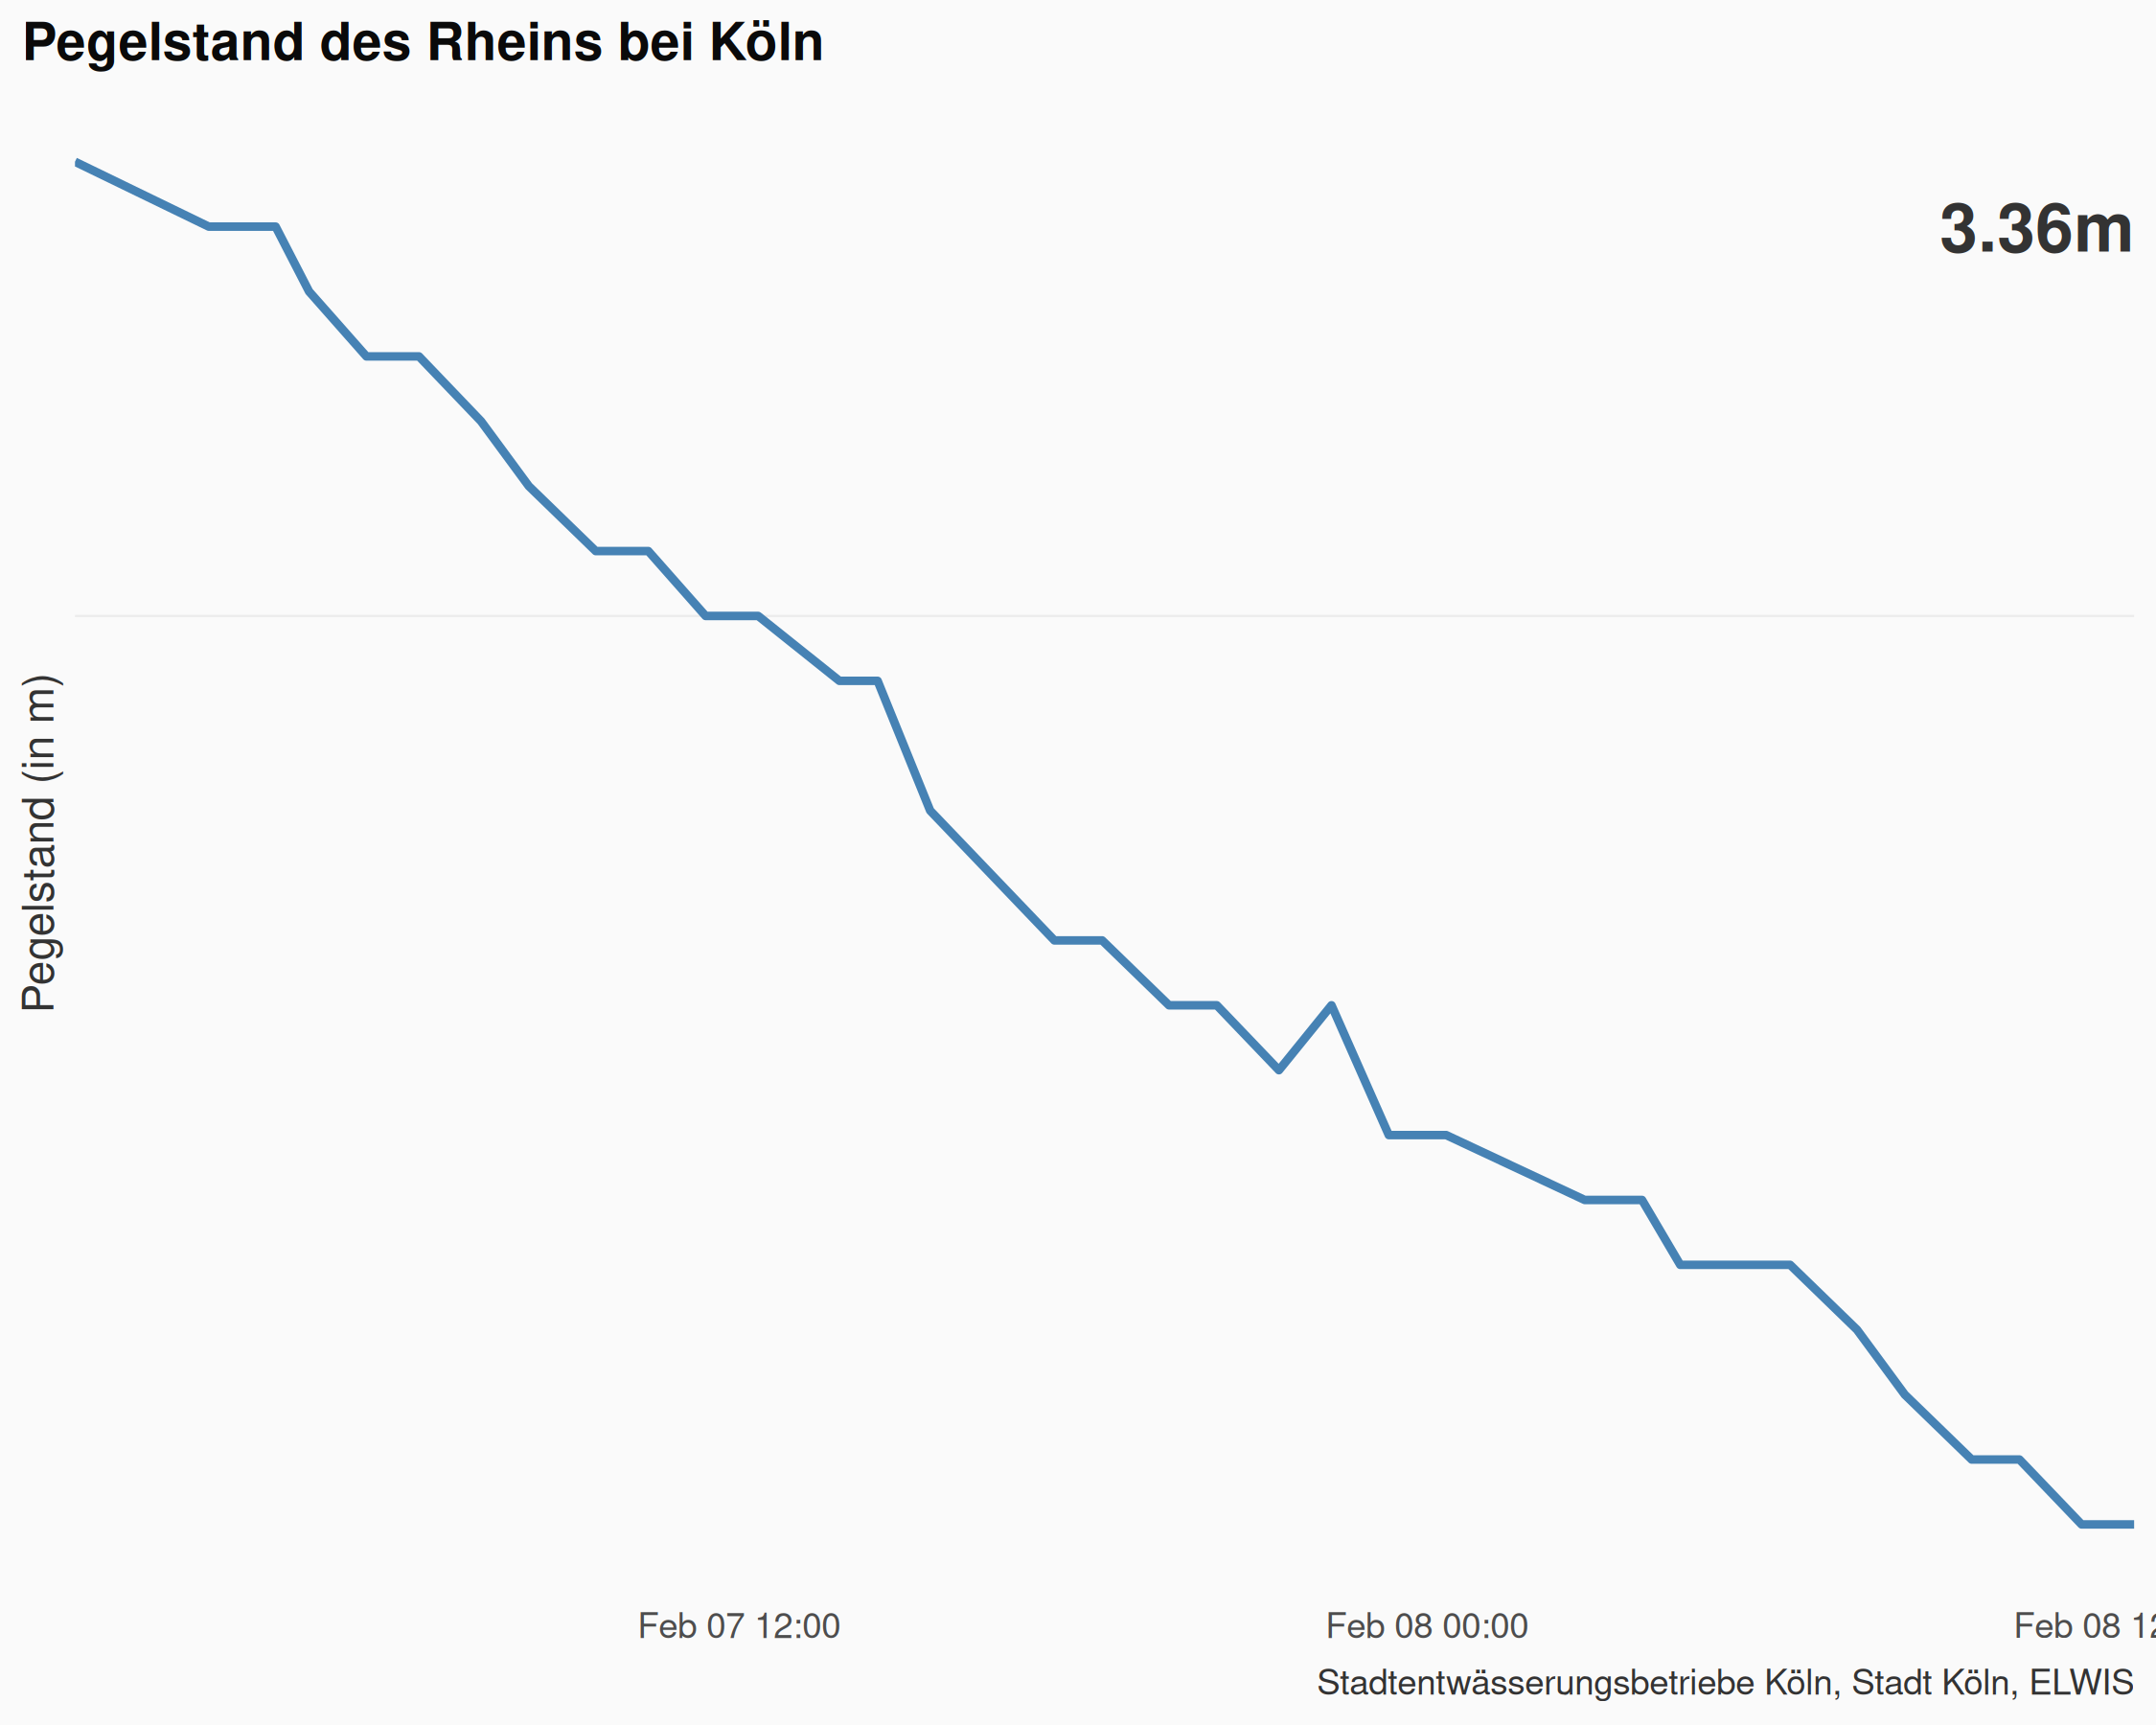 Pegelstand des Rheins bei Köln
3.36m
Pegelstand (in m)
Feb 07 12:00
Feb 08 00:00
Feb 08 12
Stadtentwässerungsbetriebe Köln, Stadt Köln, ELWIS